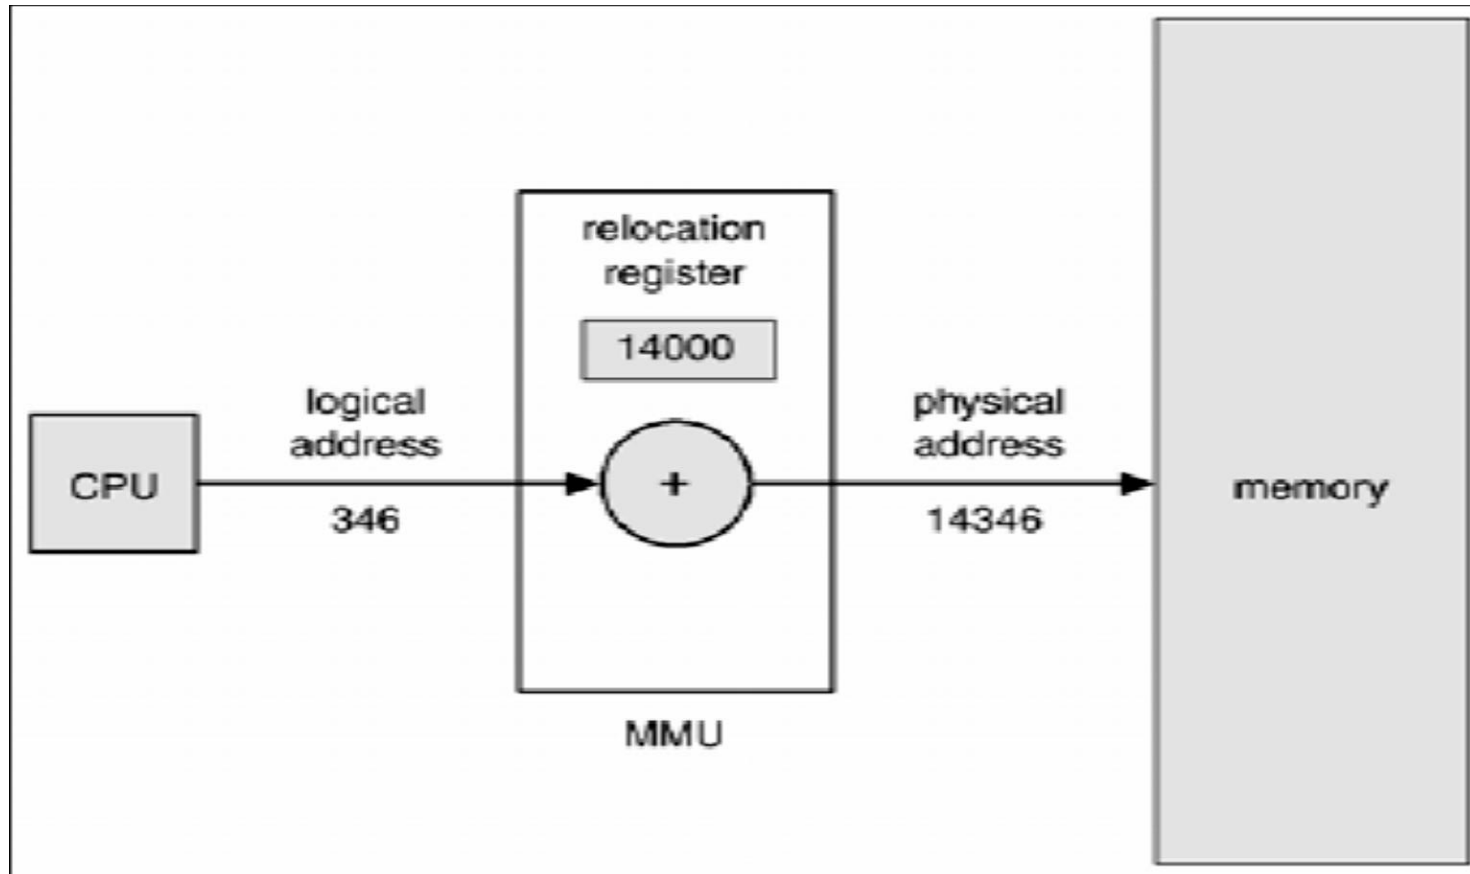 relocation
register
14000
logical
address
physical
address
CPU
+
memory
346
14346
MMU